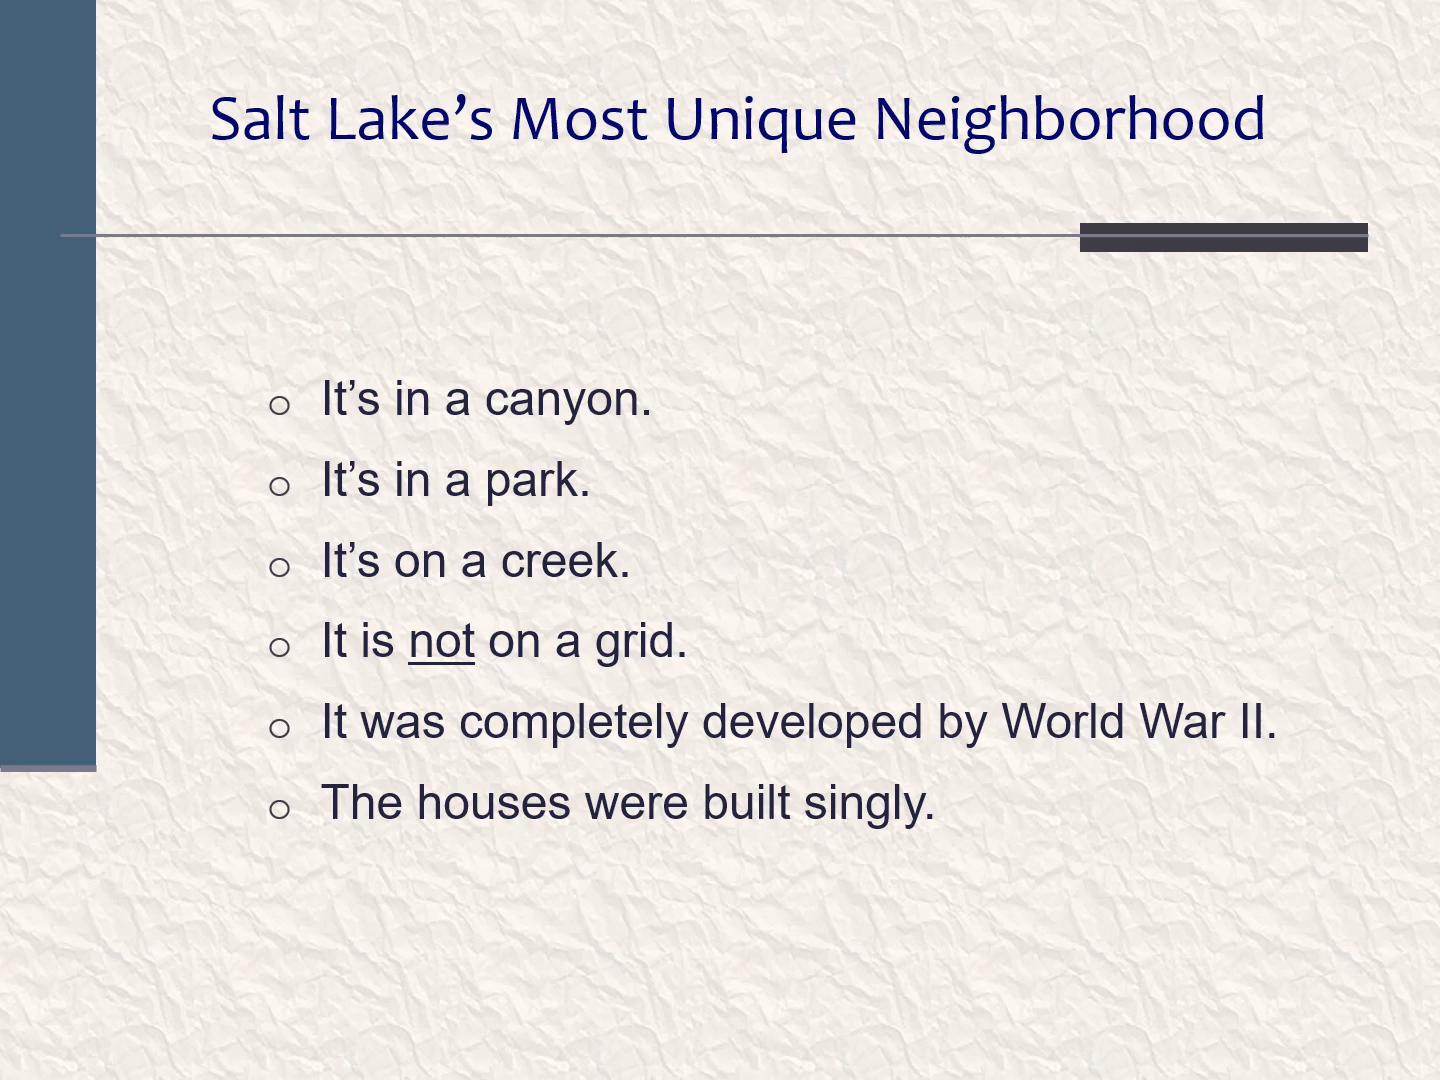 Salt Lake’s Most Unique Neighborhood
It’s in a canyon.
It’s in a park.
It’s on a creek.
It is not on a grid.
It was completely developed by World War II.
The houses were built singly.